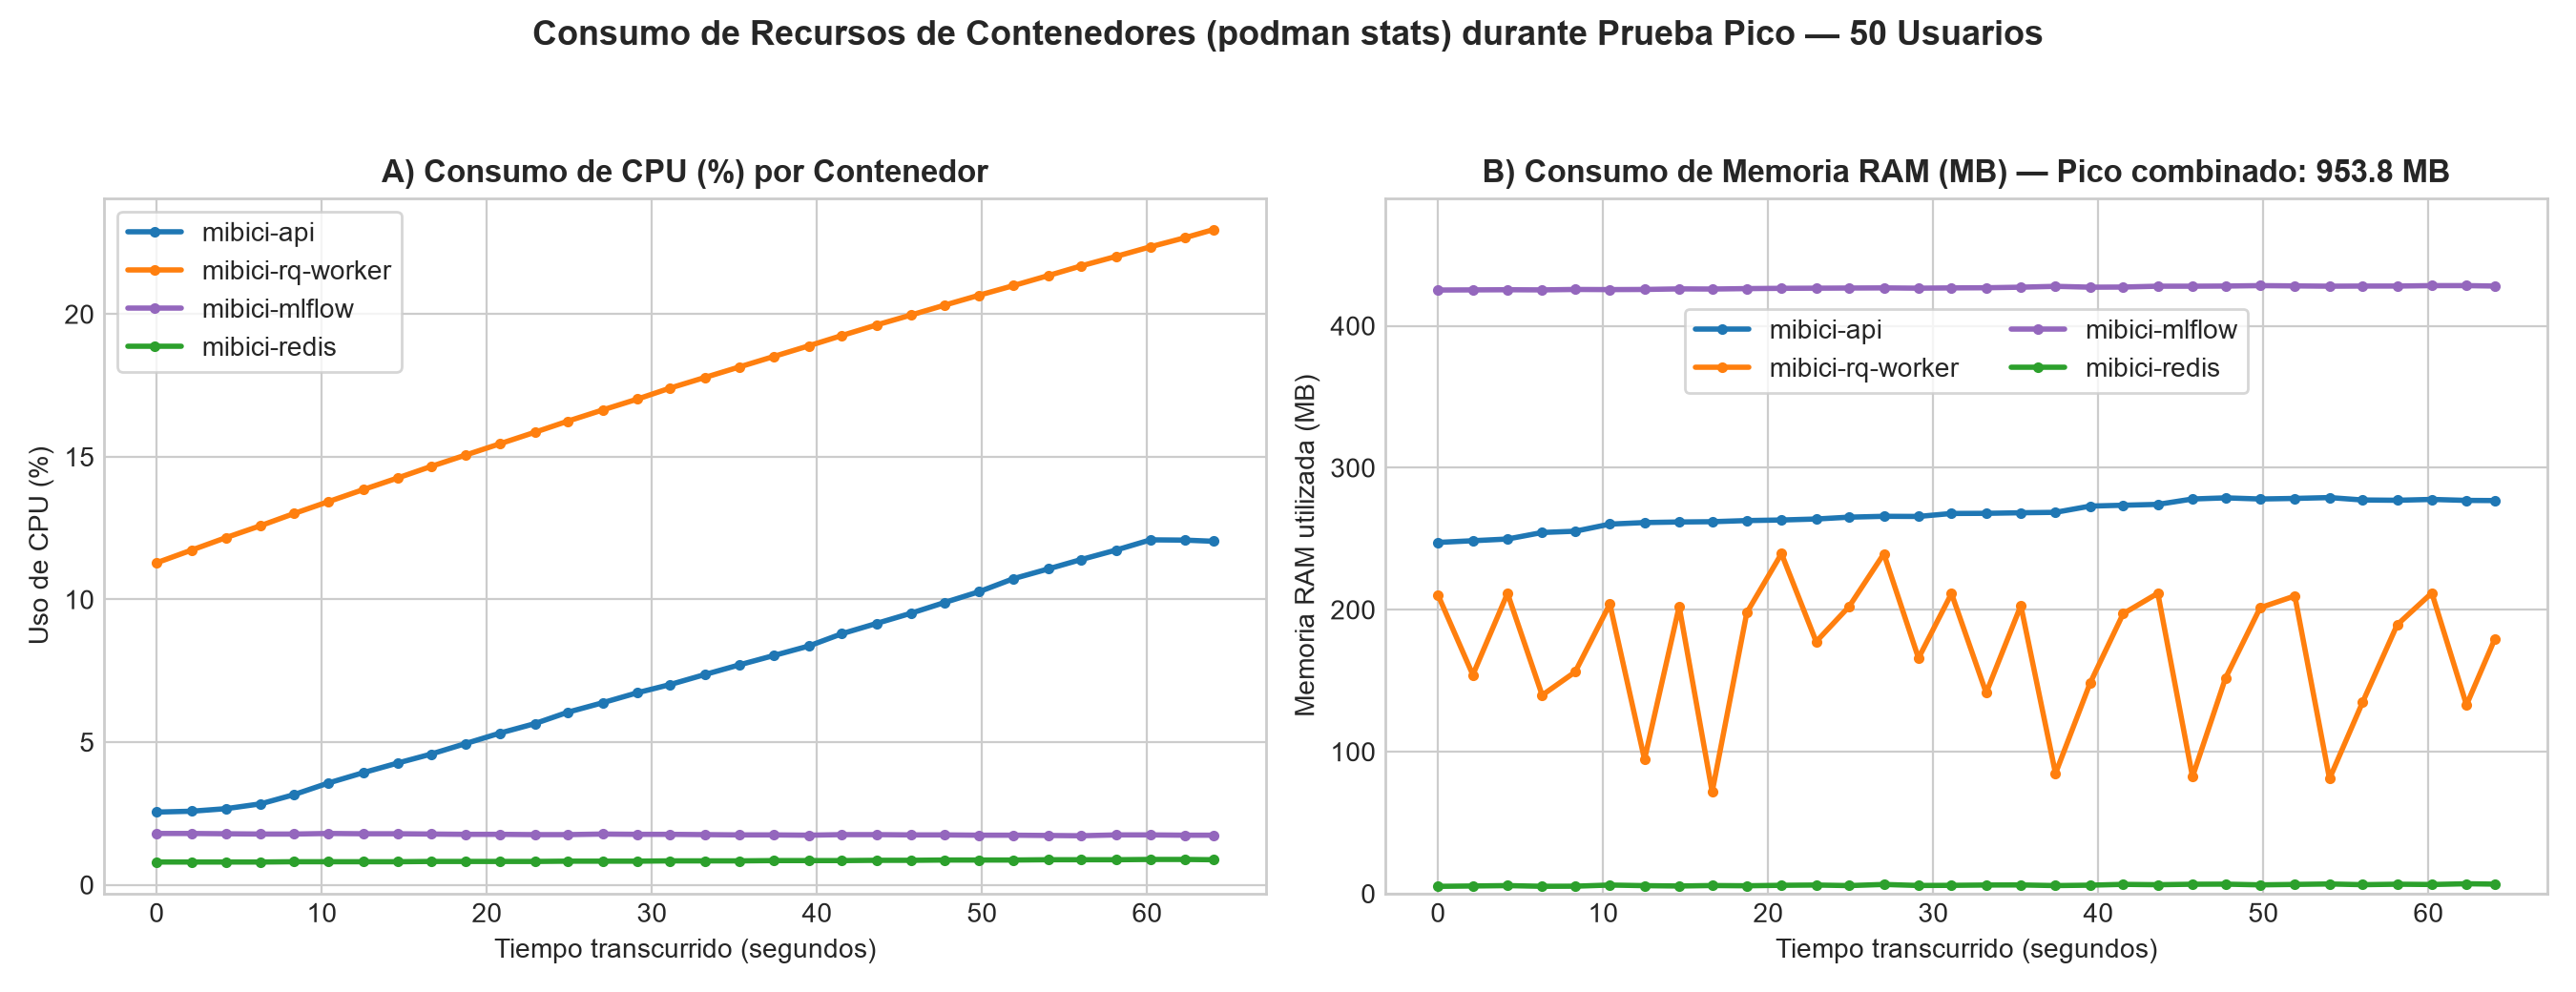 Consumo de Recursos de Contenedores (podman stats) durante Prueba Pico — 50 Usuarios
A) Consumo de CPU (%) por Contenedor
mibici-api
mibici-rq-worker
mibici-mlflow
mibici-redis
Uso de CPU (%)
20
15
10
5
0
0 10 20 30 40 50 60
Tiempo transcurrido (segundos)
B) Consumo de Memoria RAM (MB) — Pico combinado: 953.8 MB
mibici-api mibici-mlflow
mibici-rq-worker mibici-redis
Memoria RAM utilizada (MB)
400
300
200
100
0
0 10 20 30 40 50 60
Tiempo transcurrido (segundos)